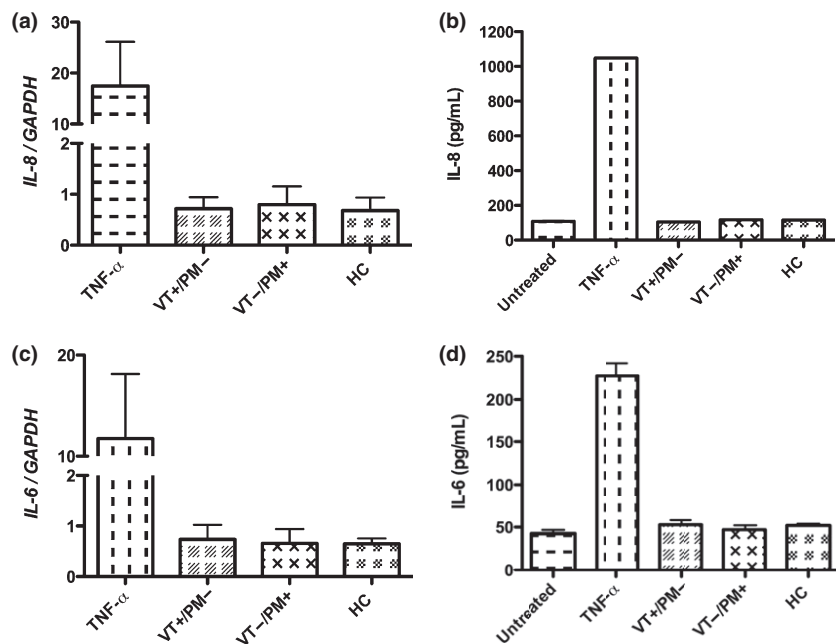 (a)
IL-8 / GAPDH
30
20
10
2
1
0
TNF-α
VT+/PM−
VT−/PM+
HC
(b)
IL-8 (pg/mL)
1200
1000
800
600
400
200
0
Untreated
TNF-α
VT+/PM−
VT−/PM+
HC
(c)
IL-6 / GAPDH
20
10
2
1
0
TNF-α
VT+/PM−
VT−/PM+
HC
(d)
IL-6 (pg/mL)
250
200
150
100
50
0
Untreated
TNF-α
VT+/PM−
VT−/PM+
HC